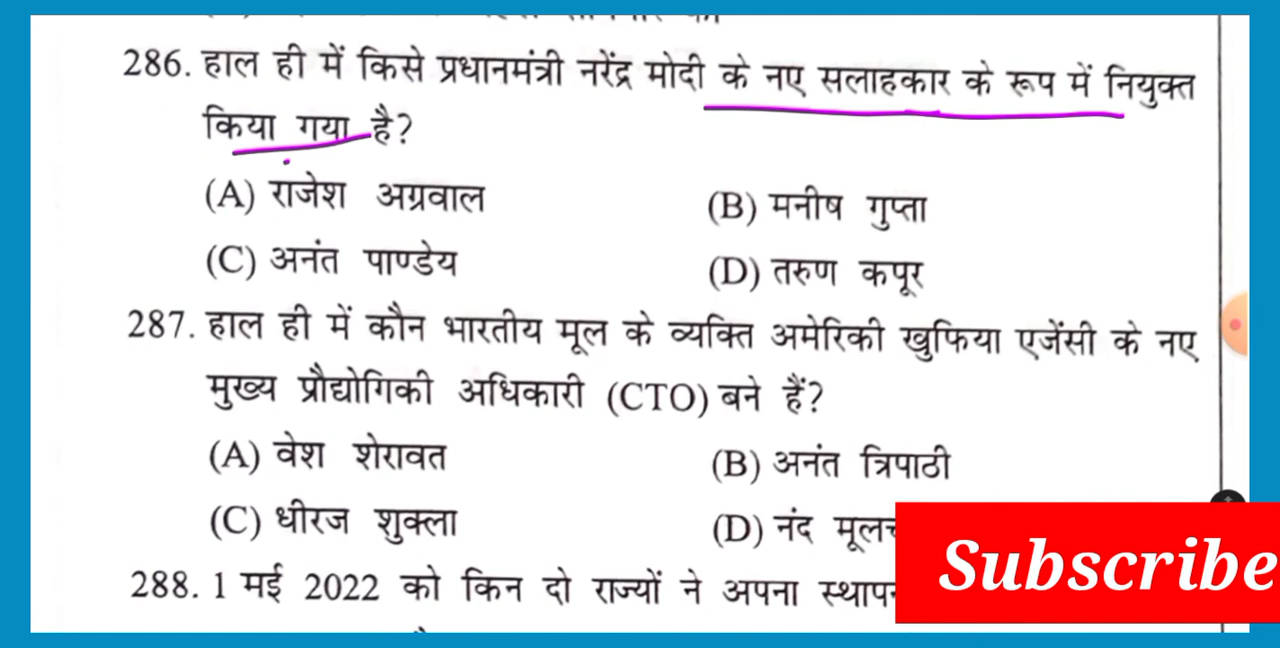 286. हाल ही में किसे प्रधानमंत्री नरेंद्र मोदी के नए सलाहकार के रूप में नियुक्त
किया गया है?
(A) राजेश अग्रवाल (B) मनीष गुप्ता
(C) अनंत पाण्डेय (D) तरुण कपूर
287. हाल ही में कौन भारतीय मूल के व्यक्ति अमेरिकी खुफिया एजेंसी के नए
मुख्य प्रौद्योगिकी अधिकारी (CTO) बने हैं?
(A) वेश शेरावत (B) अनंत त्रिपाठी
(C) धीरज शुक्ला (D) नंद
288. 1 मई 2022 को किन दो राज्यों ने अपना
Subscribe